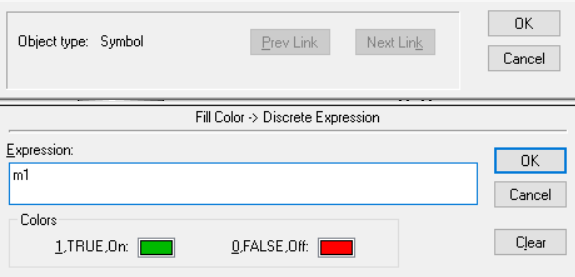 OK
Object type: Symbol
Prev Link
Next Link
Cancel
Fill Color -> Discrete Expression
Expression:
m1
OK
Cancel
Colors
1,TRUE,On:
0,FALSE,Off:
Clear